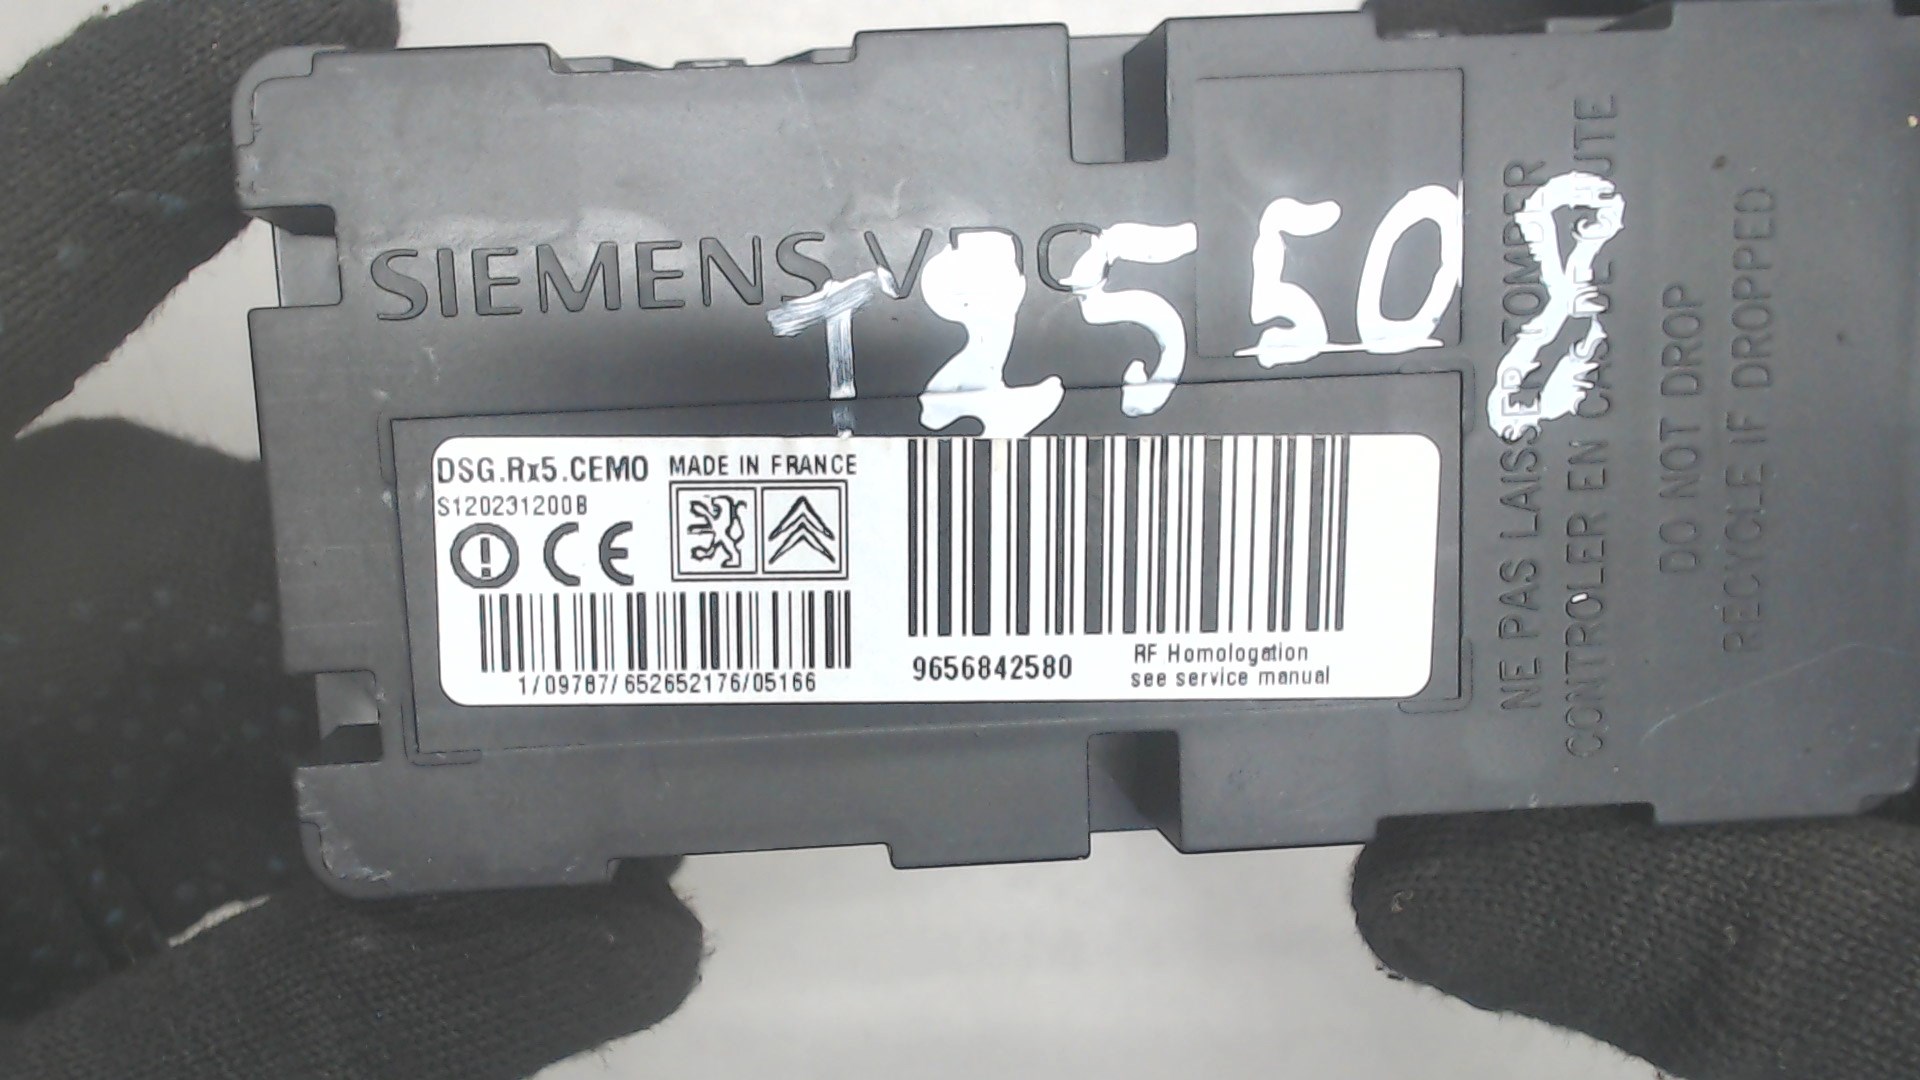 SIEMENS VDO
T25508
DSG.Rx5.CEMO MADE IN FRANCE
S120231200B
CE
1/09787/652652176/05166
9656842580
RF Homologation
see service manual
NE PAS LAISSER TOMBER
CONTROLER EN CAS DE CHUTE
DO NOT DROP
RECYCLE IF DROPPED